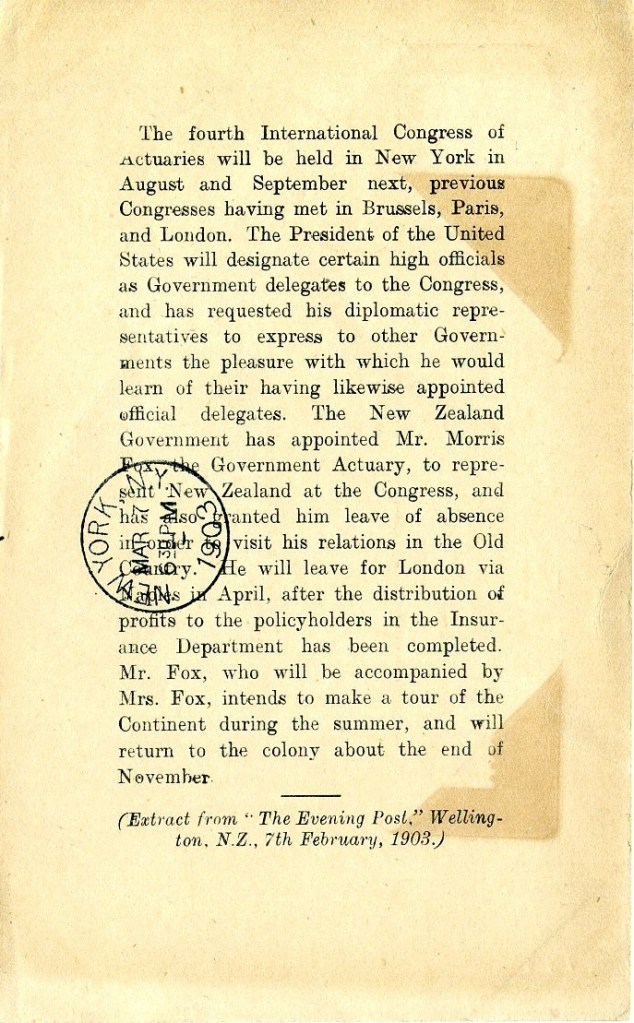 The fourth International Congress of
Actuaries will be held in New York in
August and September next, previous
Congresses having met in Brussels, Paris,
and London. The President of the United
States will designate certain high officials
as Government delegates to the Congress,
and has requested his diplomatic repre-
sentatives to express to other Govern-
ments the pleasure with which he would
learn of their having likewise appointed
official delegates. The New Zealand
Government has appointed Mr. Morris
Fox, the Government Actuary, to repre-
sent New Zealand at the Congress, and
has also granted him leave of absence
in order to visit his relations in the Old
Country. He will leave for London via
Naples in April, after the distribution of
profits to the policyholders in the Insur-
ance Department has been completed.
Mr. Fox, who will be accompanied by
Mrs. Fox, intends to make a tour of the
Continent during the summer, and will
return to the colony about the end of
November.
(Extract from "The Evening Post," Welling-
ton, N.Z., 7th February, 1903.)
NEW YORK, N.Y.
MAR 7
6-30PM
1903